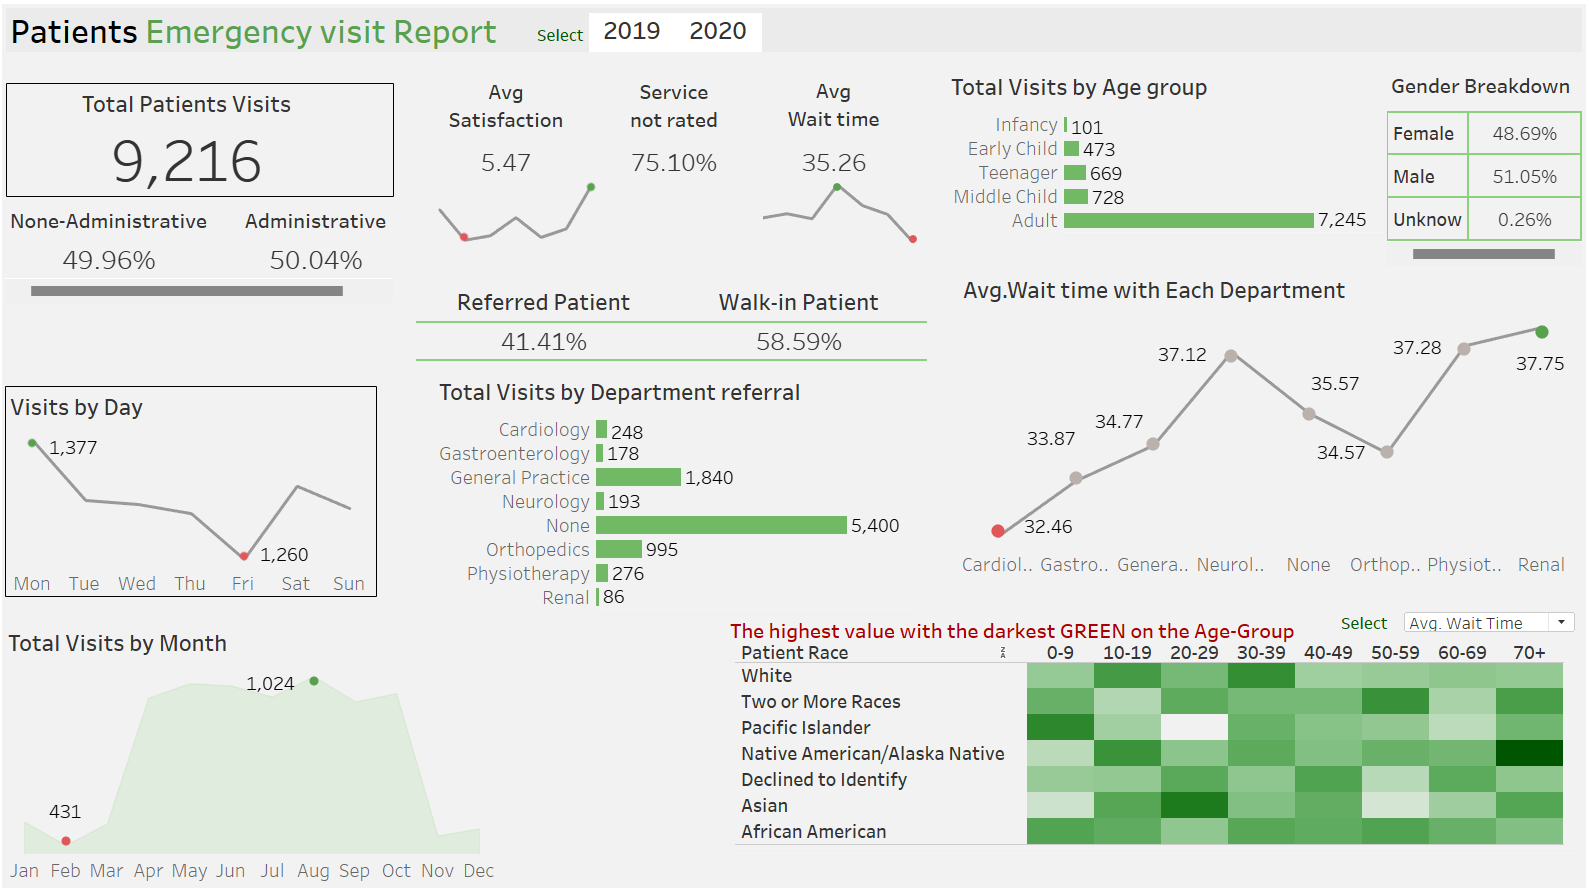 Patients Emergency visit Report
Select
2019 2020
Total Patients Visits
9,216
None-Administrative Administrative
49.96% 50.04%
Avg Satisfaction
5.47
Service not rated
75.10%
Avg Wait time
35.26
Referred Patient Walk-in Patient
41.41% 58.59%
Total Visits by Age group
Infancy 101
Early Child 473
Teenager 669
Middle Child 728
Adult 7,245
Gender Breakdown
Female 48.69%
Male 51.05%
Unknow 0.26%
Visits by Day
1,377
1,260
Mon Tue Wed Thu Fri Sat Sun
Total Visits by Department referral
Cardiology 248
Gastroenterology 178
General Practice 1,840
Neurology 193
None 5,400
Orthopedics 995
Physiotherapy 276
Renal 86
Avg.Wait time with Each Department
32.46
33.87
34.77
37.12
35.57
34.57
37.28
37.75
Cardiol.. Gastro.. Genera.. Neurol.. None Orthop.. Physiot.. Renal
Total Visits by Month
431
1,024
Jan Feb Mar Apr May Jun Jul Aug Sep Oct Nov Dec
Select Avg. Wait Time
The highest value with the darkest GREEN on the Age-Group
Patient Race 0-9 10-19 20-29 30-39 40-49 50-59 60-69 70+
White
Two or More Races
Pacific Islander
Native American/Alaska Native
Declined to Identify
Asian
African American